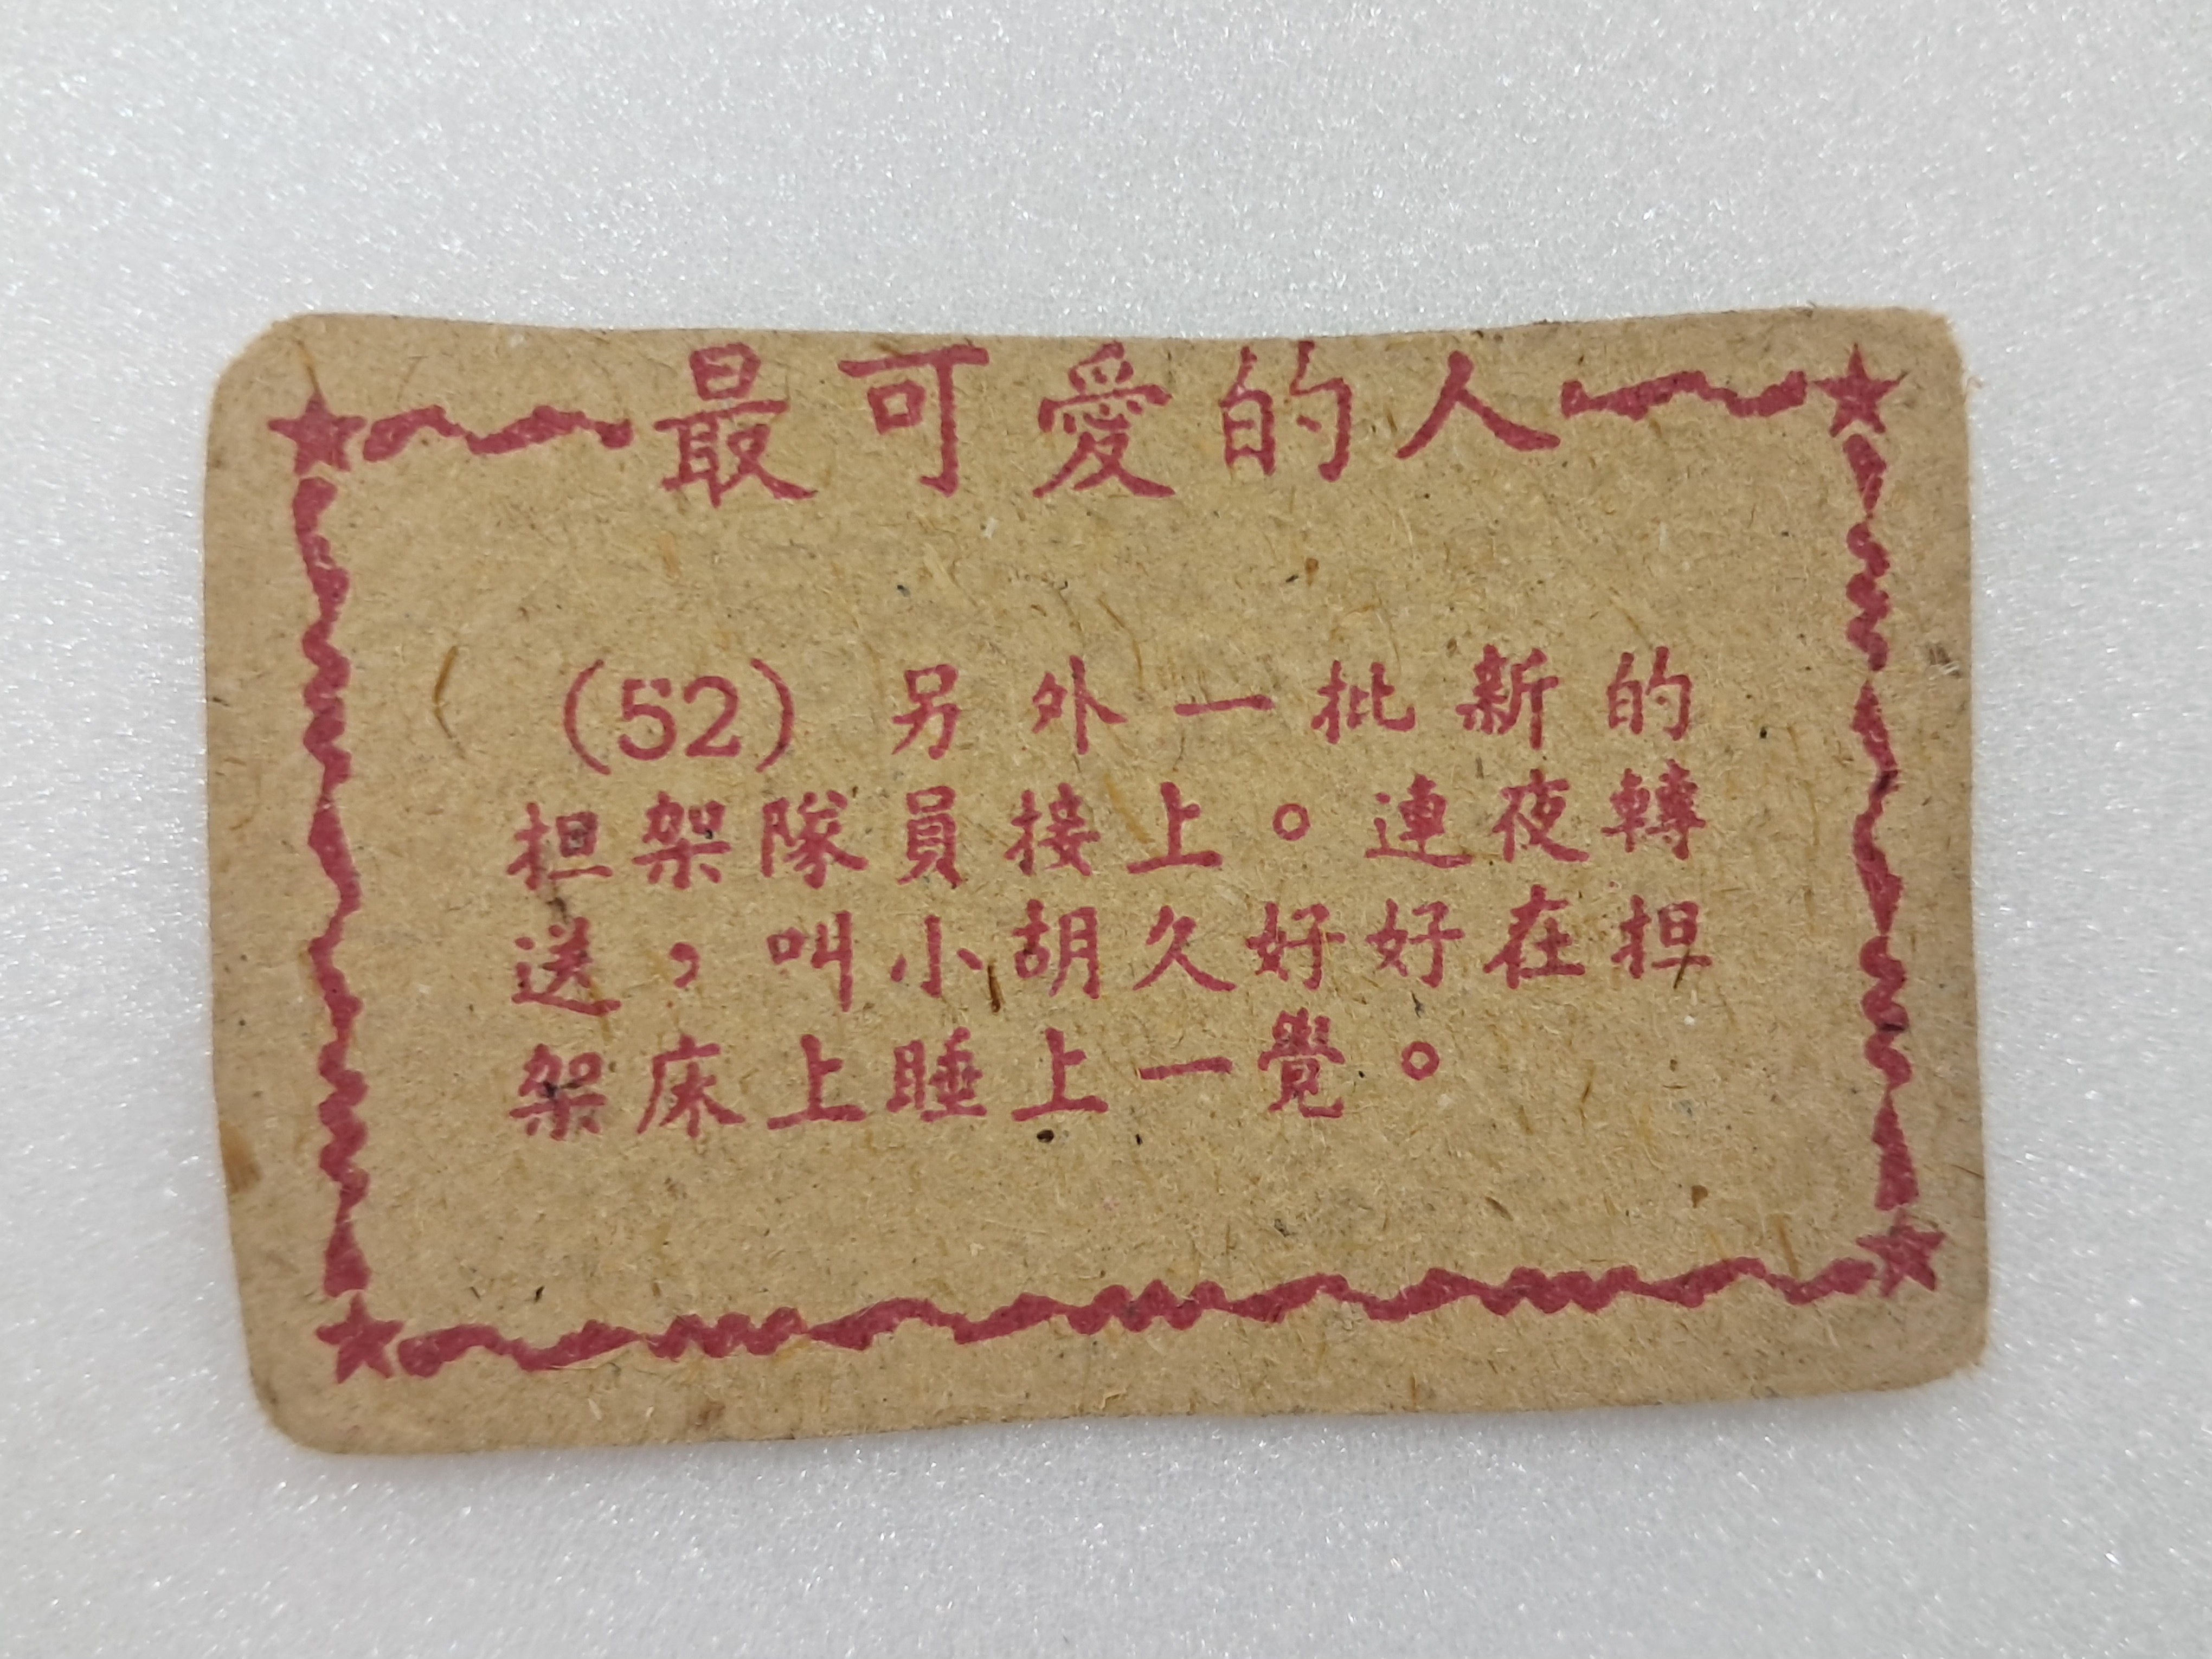 最可愛的人
(52) 另外一批新的
担架隊員接上。連夜轉
送，叫小胡久好好在担
架床上睡上一覺。